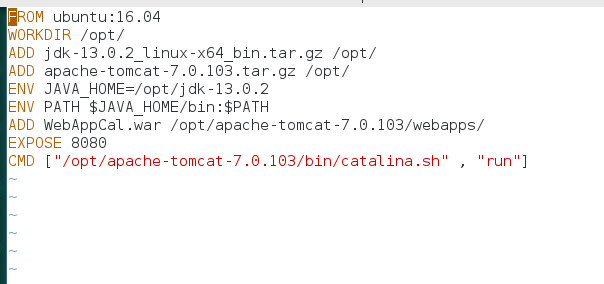 FROM ubuntu:16.04
WORKDIR /opt/
ADD jdk-13.0.2_linux-x64_bin.tar.gz /opt/
ADD apache-tomcat-7.0.103.tar.gz /opt/
ENV JAVA_HOME=/opt/jdk-13.0.2
ENV PATH $JAVA_HOME/bin:$PATH
ADD WebAppCal.war /opt/apache-tomcat-7.0.103/webapps/
EXPOSE 8080
CMD ["/opt/apache-tomcat-7.0.103/bin/catalina.sh" , "run"]
~
~
~
~
~
~